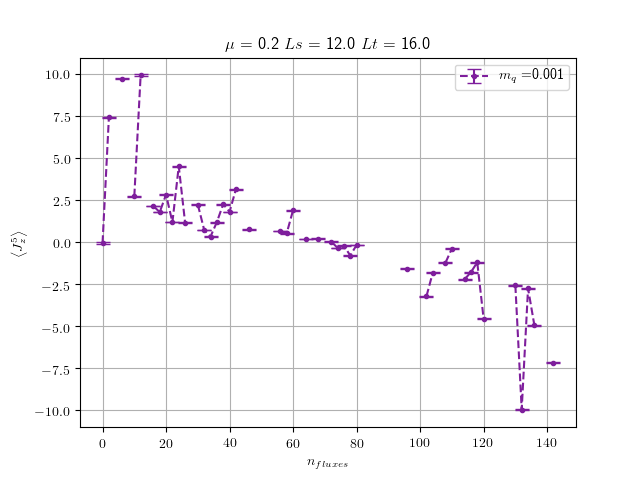 μ = 0.2 Ls = 12.0 Lt = 16.0
m_q =0.001
⟨J_z^5⟩
10.0
7.5
5.0
2.5
0.0
−2.5
−5.0
−7.5
−10.0
0 20 40 60 80 100 120 140
n_{fluxes}